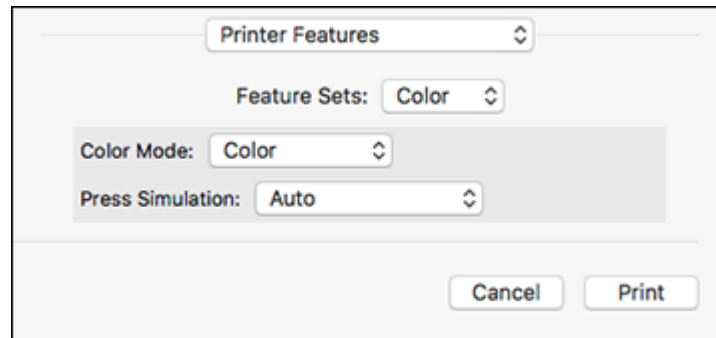 Printer Features
Feature Sets: Color
Color Mode: Color
Press Simulation: Auto
Cancel Print